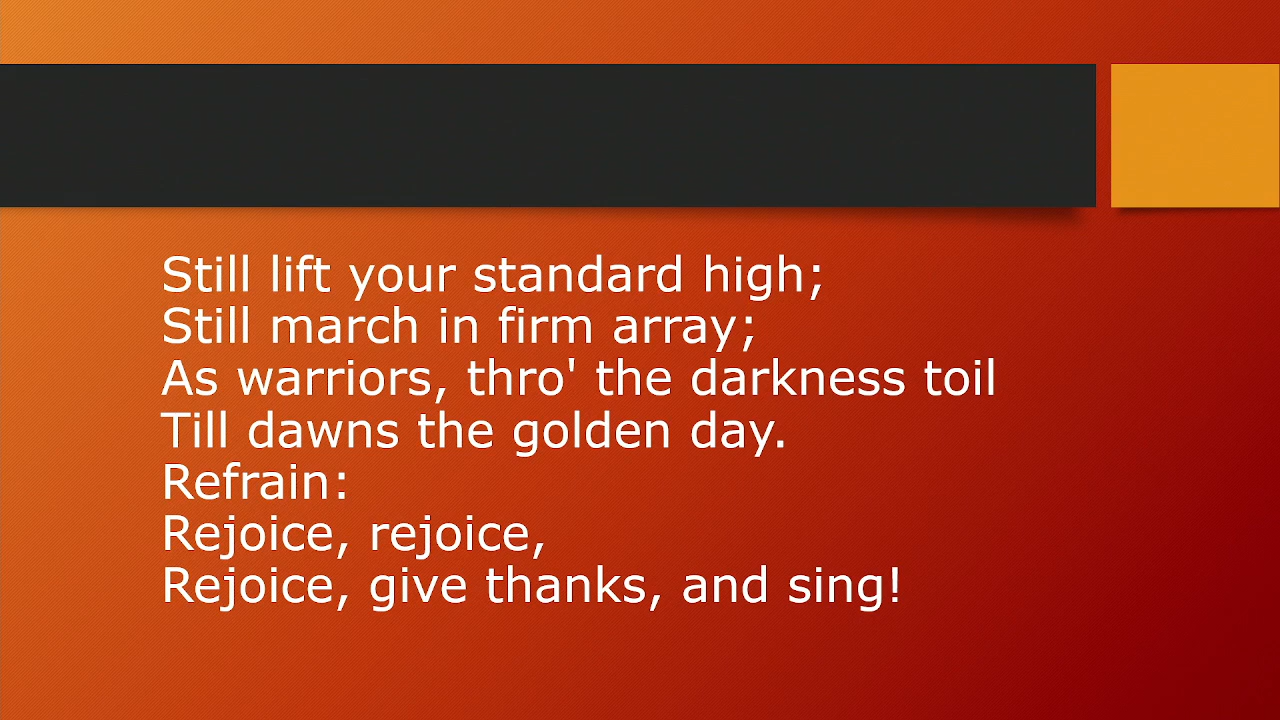 Still lift your standard high;
Still march in firm array;
As warriors, thro' the darkness toil
Till dawns the golden day.
Refrain:
Rejoice, rejoice,
Rejoice, give thanks, and sing!